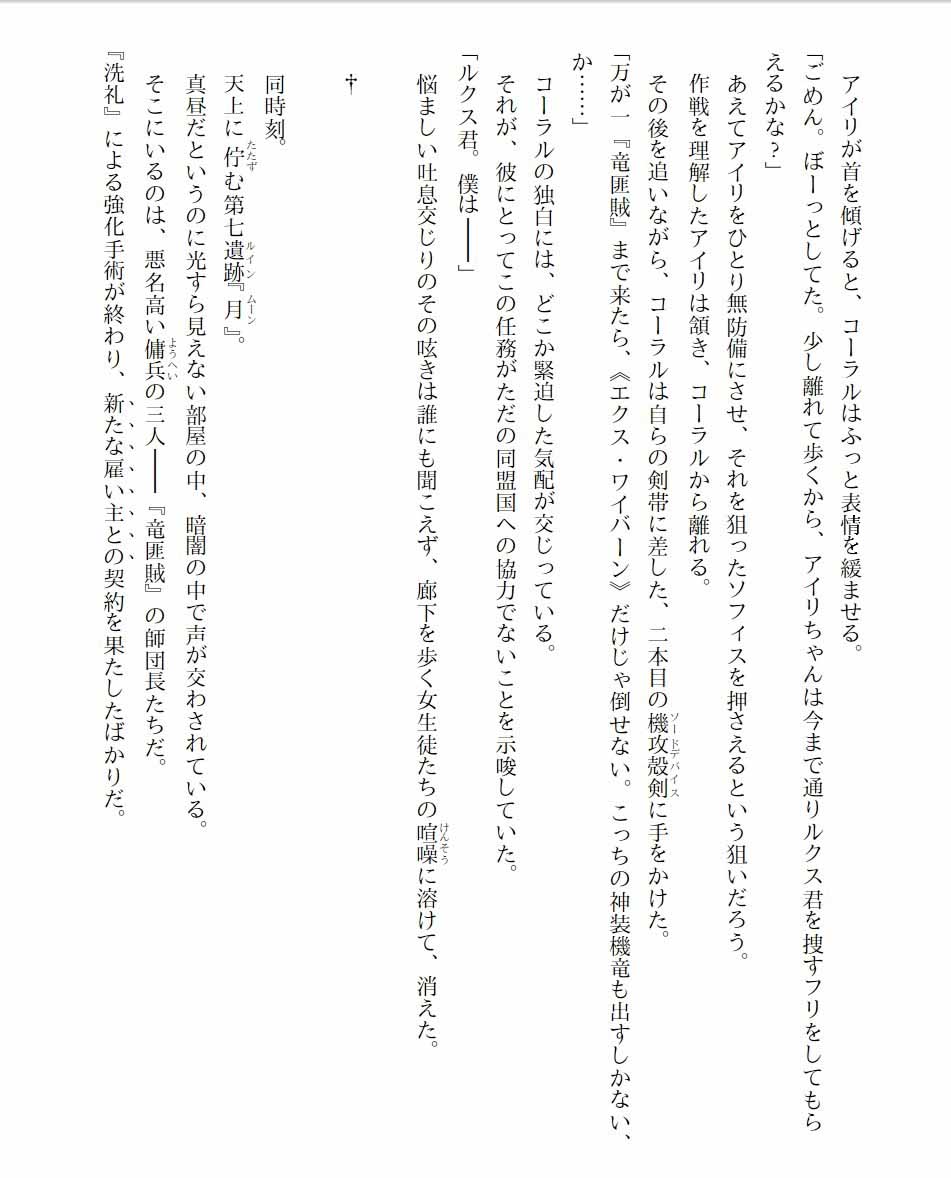 アイリが首を傾げると、コーラルはふっと表情を緩ませる。
「ごめん。ぼーっとしてた。少し離れて歩くから、アイリちゃんは今まで通りルクス君を捜すフリをしてもら
えるかな？」
あえてアイリをひとり無防備にさせ、それを狙ったソフィスを押さえるという狙いだろう。
作戦を理解したアイリは頷き、コーラルから離れる。
その後を追いながら、コーラルは自らの剣帯に差した、二本目の機攻殻剣ソードデバイスに手をかけた。
「万が一『竜匪賊』まで来たら、《エクス・ワイバーン》だけじゃ倒せない。こっちの神装機竜も出すしかない、
か……」
コーラルの独白には、どこか緊迫した気配が交じっている。
それが、彼にとってこの任務がただの同盟国への協力でないことを示唆していた。
「ルクス君。僕は――」
悩ましい吐息交じりのその呟きは誰にも聞こえず、廊下を歩く女生徒たちの喧噪けんそうに溶けて、消えた。
†
同時刻。
天上に佇たたずむ第七遺跡ルイン『月ムーン』。
真昼だというのに光すら見えない部屋の中、暗闇の中で声が交わされている。
そこにいるのは、悪名高い傭兵ようへいの三人――『竜匪賊』の師団長たちだ。
『洗礼』による強化手術が終わり、新たな雇い主との契約を果たしたばかりだ。